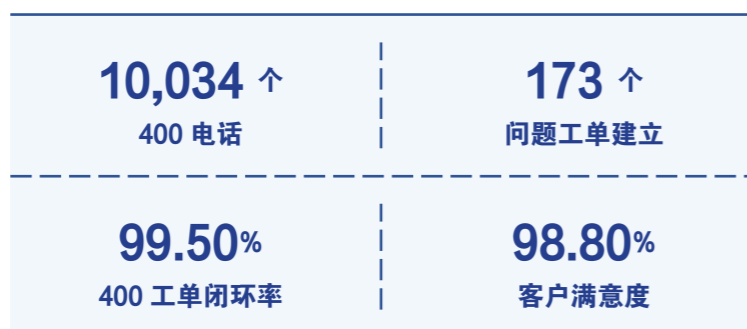 10,034 个
173 个
400 电话
问题工单建立
99.50%
98.80%
400 工单闭环率
客户满意度